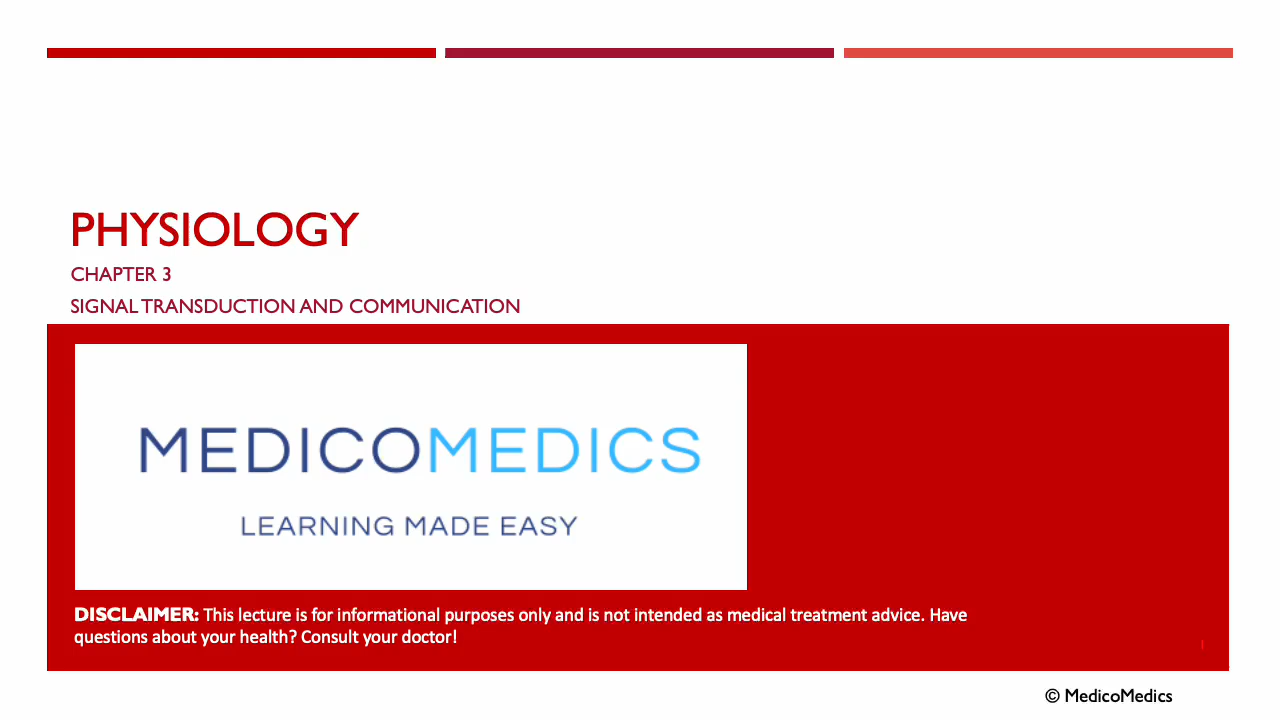 PHYSIOLOGY
CHAPTER 3
SIGNAL TRANSDUCTION AND COMMUNICATION
MEDICOMEDICS
LEARNING MADE EASY
DISCLAIMER: This lecture is for informational purposes only and is not intended as medical treatment advice. Have
questions about your health? Consult your doctor!
1
© MedicoMedics